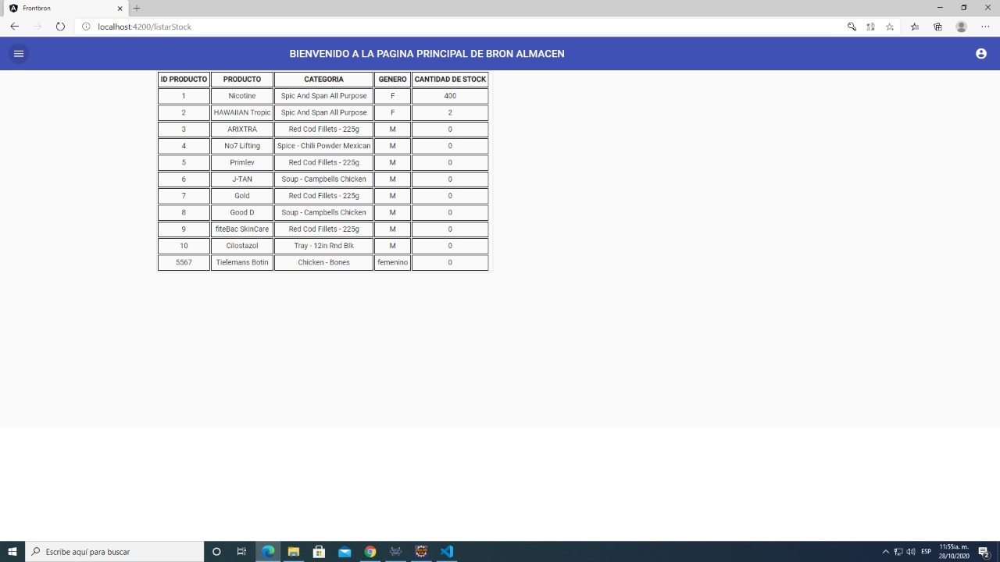 Frontbron
localhost:4200/listarStock
BIENVENIDO A LA PAGINA PRINCIPAL DE BRON ALMACEN
ID PRODUCTO PRODUCTO CATEGORIA GENERO CANTIDAD DE STOCK
1 Nicotine Spic And Span All Purpose F 400
2 HAWAIIAN Tropic Spic And Span All Purpose F 2
3 ARIXTRA Red Cod Fillets - 225g M 0
4 No7 Lifting Spice - Chili Powder Mexican M 0
5 Primlev Red Cod Fillets - 225g M 0
6 J-TAN Soup - Campbells Chicken M 0
7 Gold Red Cod Fillets - 225g M 0
8 Good D Soup - Campbells Chicken M 0
9 fiteBac SkinCare Red Cod Fillets - 225g M 0
10 Cilostazol Tray - 12in Rnd Blk M 0
5567 Tielemans Botin Chicken - Bones femenino 0
Escribe aquí para buscar
ESP
11:55 a. m.
28/10/2020
2